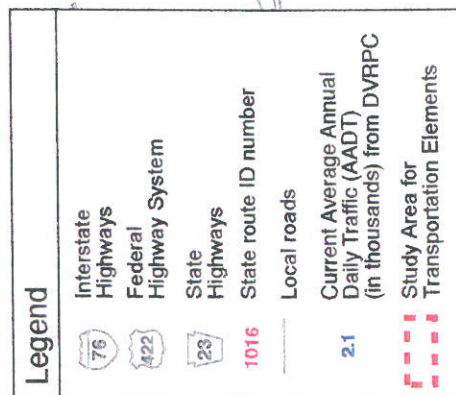 Legend
76 Interstate
Highways
422 Federal
Highway System
23 State
Highways
1016 State route ID number
Local roads
2.1 Current Average Annual
Daily Traffic (AADT)
(in thousands) from DVRPC
Study Area for
Transportation Elements